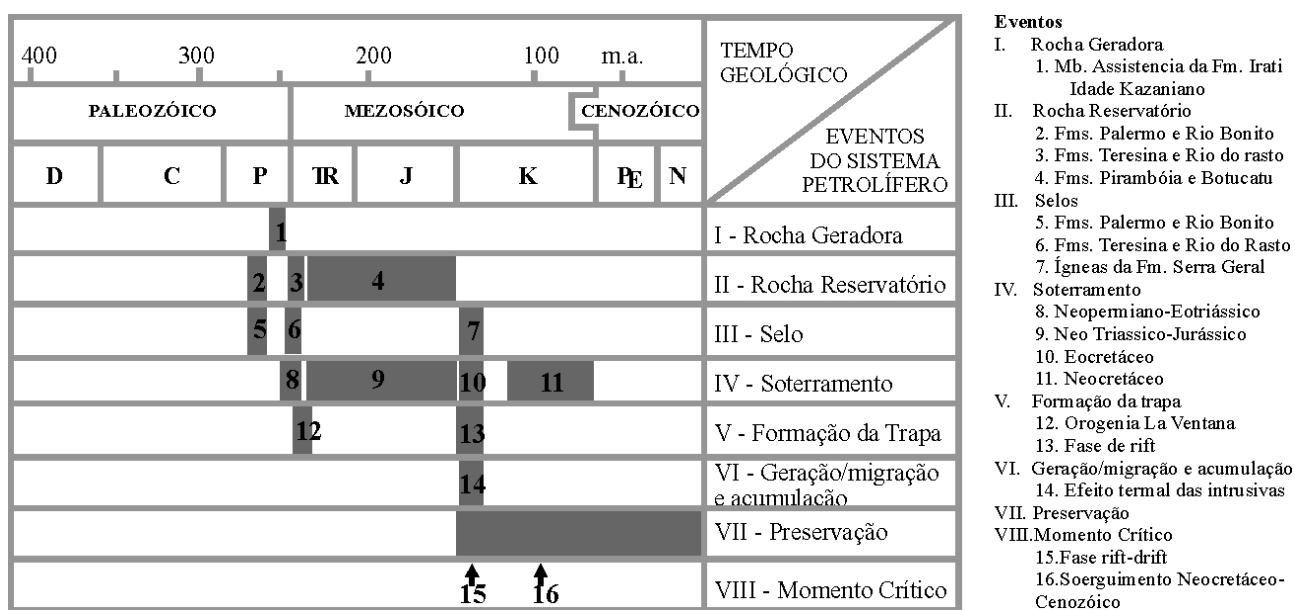 400 300 200 100 m.a.
TEMPO
GEOLÓGICO
EVENTOS
DO SISTEMA
PETROLÍFERO
PALEOZÓICO MEZOSÓICO CENOZÓICO
D C P TR J K PE N
1 I - Rocha Geradora
2 3 4 II - Rocha Reservatório
5 6 7 III - Selo
8 9 10 11 IV - Soterramento
12 13 V - Formação da Trapa
14 VI - Geração/migração
e acumulação
VII - Preservação
15 16 VIII - Momento Crítico
Eventos
I. Rocha Geradora
1. Mb. Assistencia da Fm. Irati
Idade Kazaniano
II. Rocha Reservatório
2. Fms. Palermo e Rio Bonito
3. Fms. Teresina e Rio do rasto
4. Fms. Pirambóia e Botucatu
III. Selos
5. Fms. Palermo e Rio Bonito
6. Fms. Teresina e Rio do Rasto
7. Ígneas da Fm. Serra Geral
IV. Soterramento
8. Neopermiano-Eotriássico
9. Neo Triassico-Jurássico
10. Eocretáceo
11. Neocretáceo
V. Formação da trapa
12. Orogenia La Ventana
13. Fase de rift
VI. Geração/migração e acumulação
14. Efeito termal das intrusivas
VII. Preservação
VIII.Momento Crítico
15.Fase rift-drift
16.Soerguimento Neocretáceo-
Cenozóico